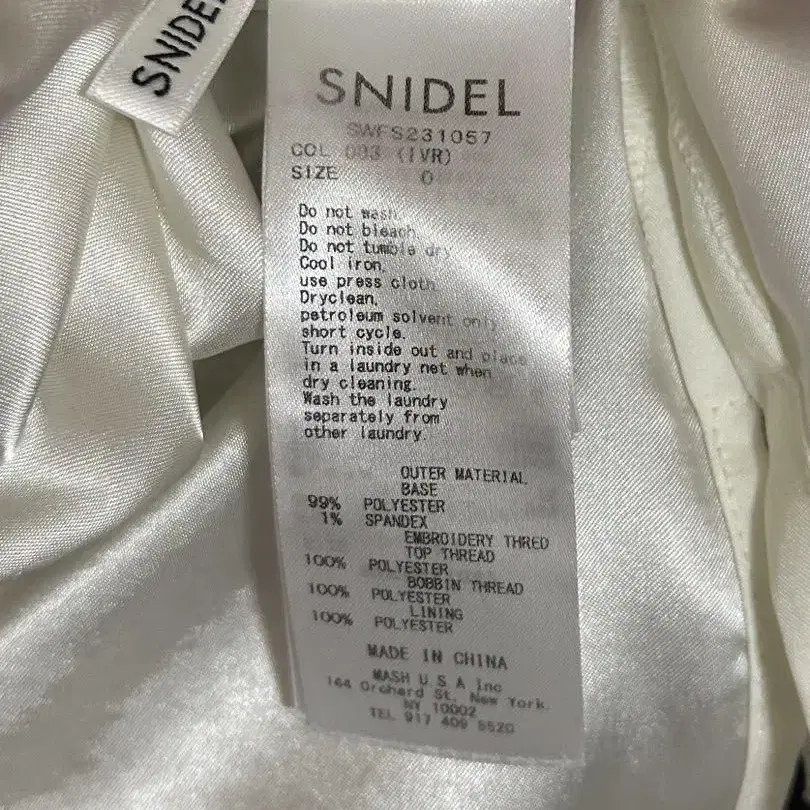 SNIDEL
SNIDEL
SWFS231057
COL 003 (IVR)
SIZE 0
Do not wash.
Do not bleach.
Do not tumble dry
Cool iron,
use press cloth.
Dryclean,
petroleum solvent only
short cycle.
Turn inside out and place
in a laundry net when
dry cleaning.
Wash the laundry
separately from
other laundry.
OUTER MATERIAL
BASE
99% POLYESTER
1% SPANDEX
EMBROIDERY THRED
TOP THREAD
100% POLYESTER
BOBBIN THREAD
100% POLYESTER
LINING
100% POLYESTER
MADE IN CHINA
MASH U.S.A Inc
164 Orchard St, New York.
NY 10002
TEL 917 409 5520